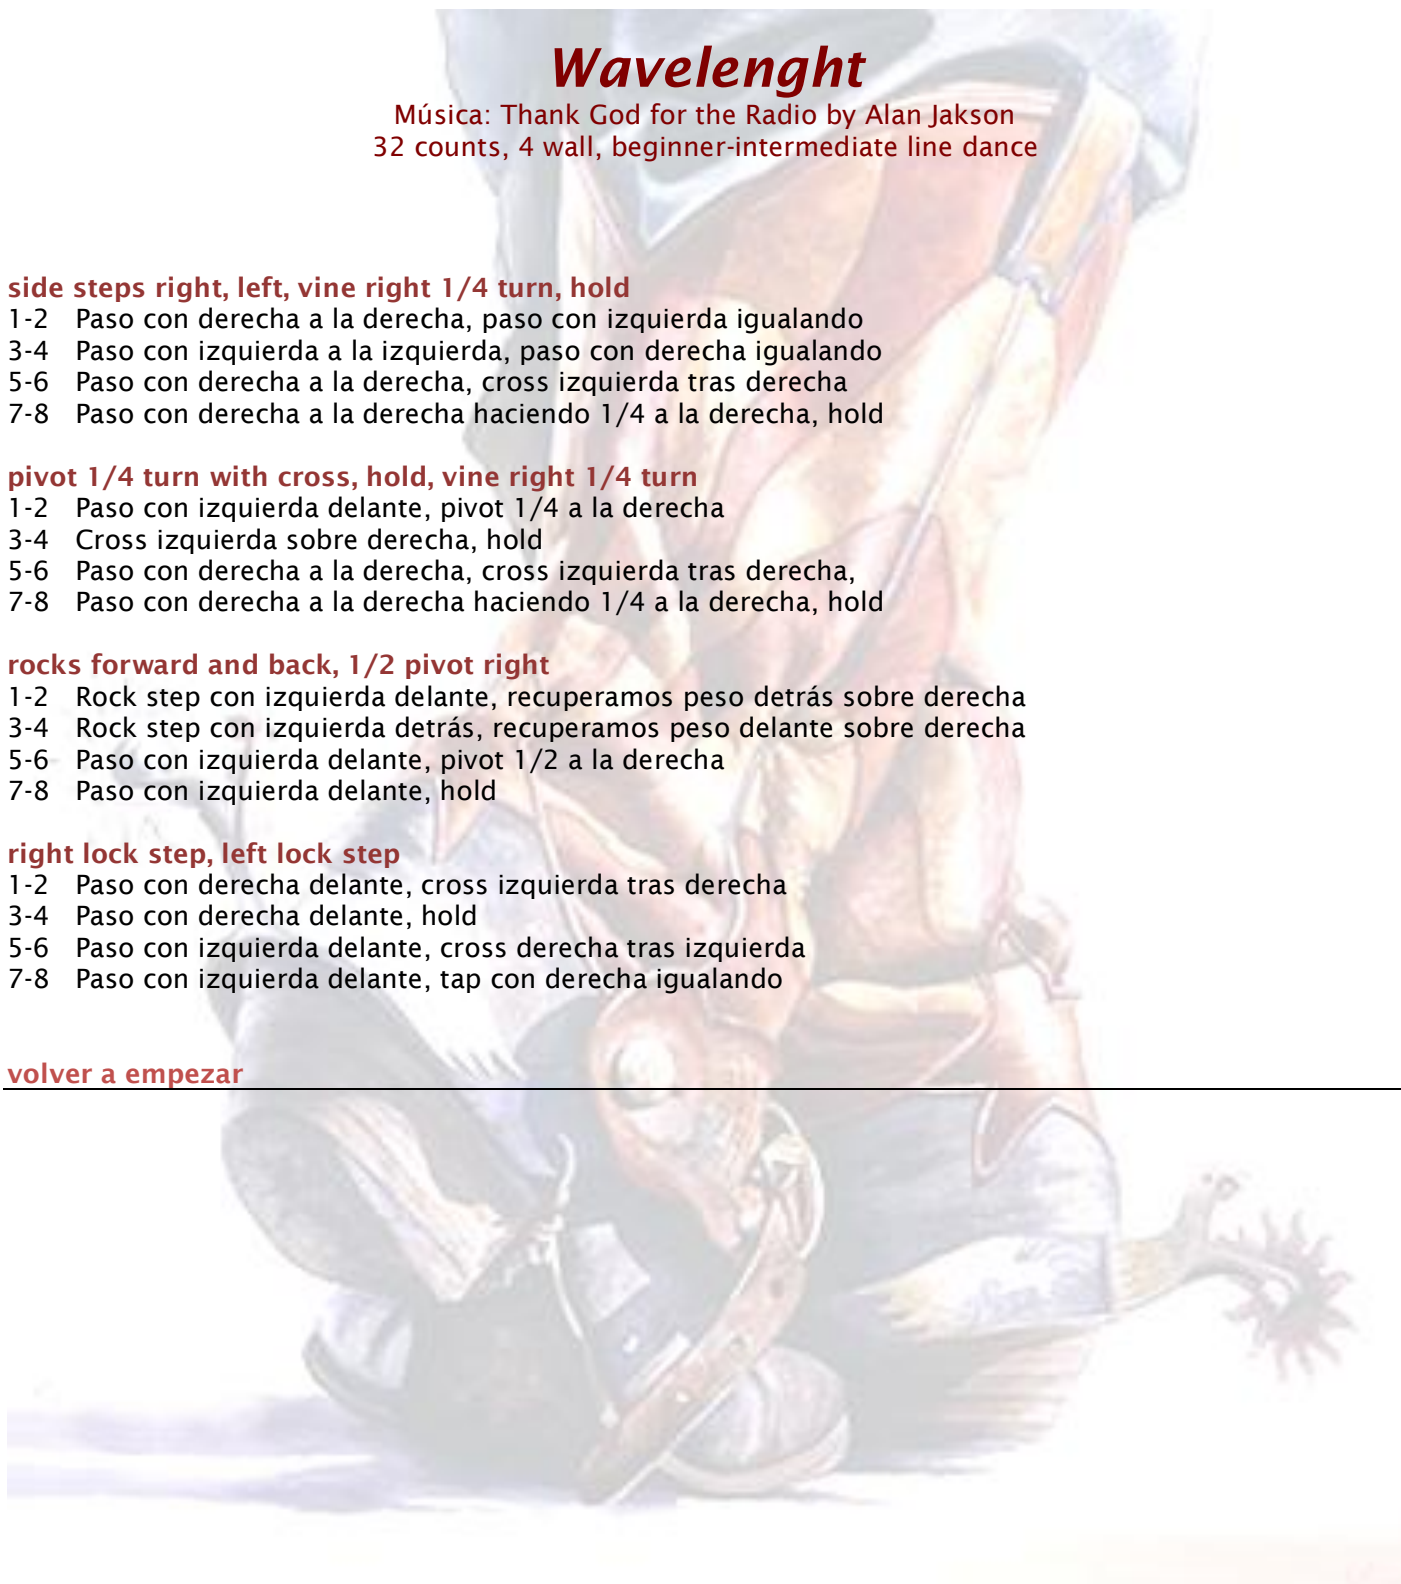 Wavelenght
Música: Thank God for the Radio by Alan Jakson
32 counts, 4 wall, beginner-intermediate line dance
side steps right, left, vine right 1/4 turn, hold
1-2 Paso con derecha a la derecha, paso con izquierda igualando
3-4 Paso con izquierda a la izquierda, paso con derecha igualando
5-6 Paso con derecha a la derecha, cross izquierda tras derecha
7-8 Paso con derecha a la derecha haciendo 1/4 a la derecha, hold
pivot 1/4 turn with cross, hold, vine right 1/4 turn
1-2 Paso con izquierda delante, pivot 1/4 a la derecha
3-4 Cross izquierda sobre derecha, hold
5-6 Paso con derecha a la derecha, cross izquierda tras derecha,
7-8 Paso con derecha a la derecha haciendo 1/4 a la derecha, hold
rocks forward and back, 1/2 pivot right
1-2 Rock step con izquierda delante, recuperamos peso detrás sobre derecha
3-4 Rock step con izquierda detrás, recuperamos peso delante sobre derecha
5-6 Paso con izquierda delante, pivot 1/2 a la derecha
7-8 Paso con izquierda delante, hold
right lock step, left lock step
1-2 Paso con derecha delante, cross izquierda tras derecha
3-4 Paso con derecha delante, hold
5-6 Paso con izquierda delante, cross derecha tras izquierda
7-8 Paso con izquierda delante, tap con derecha igualando
volver a empezar